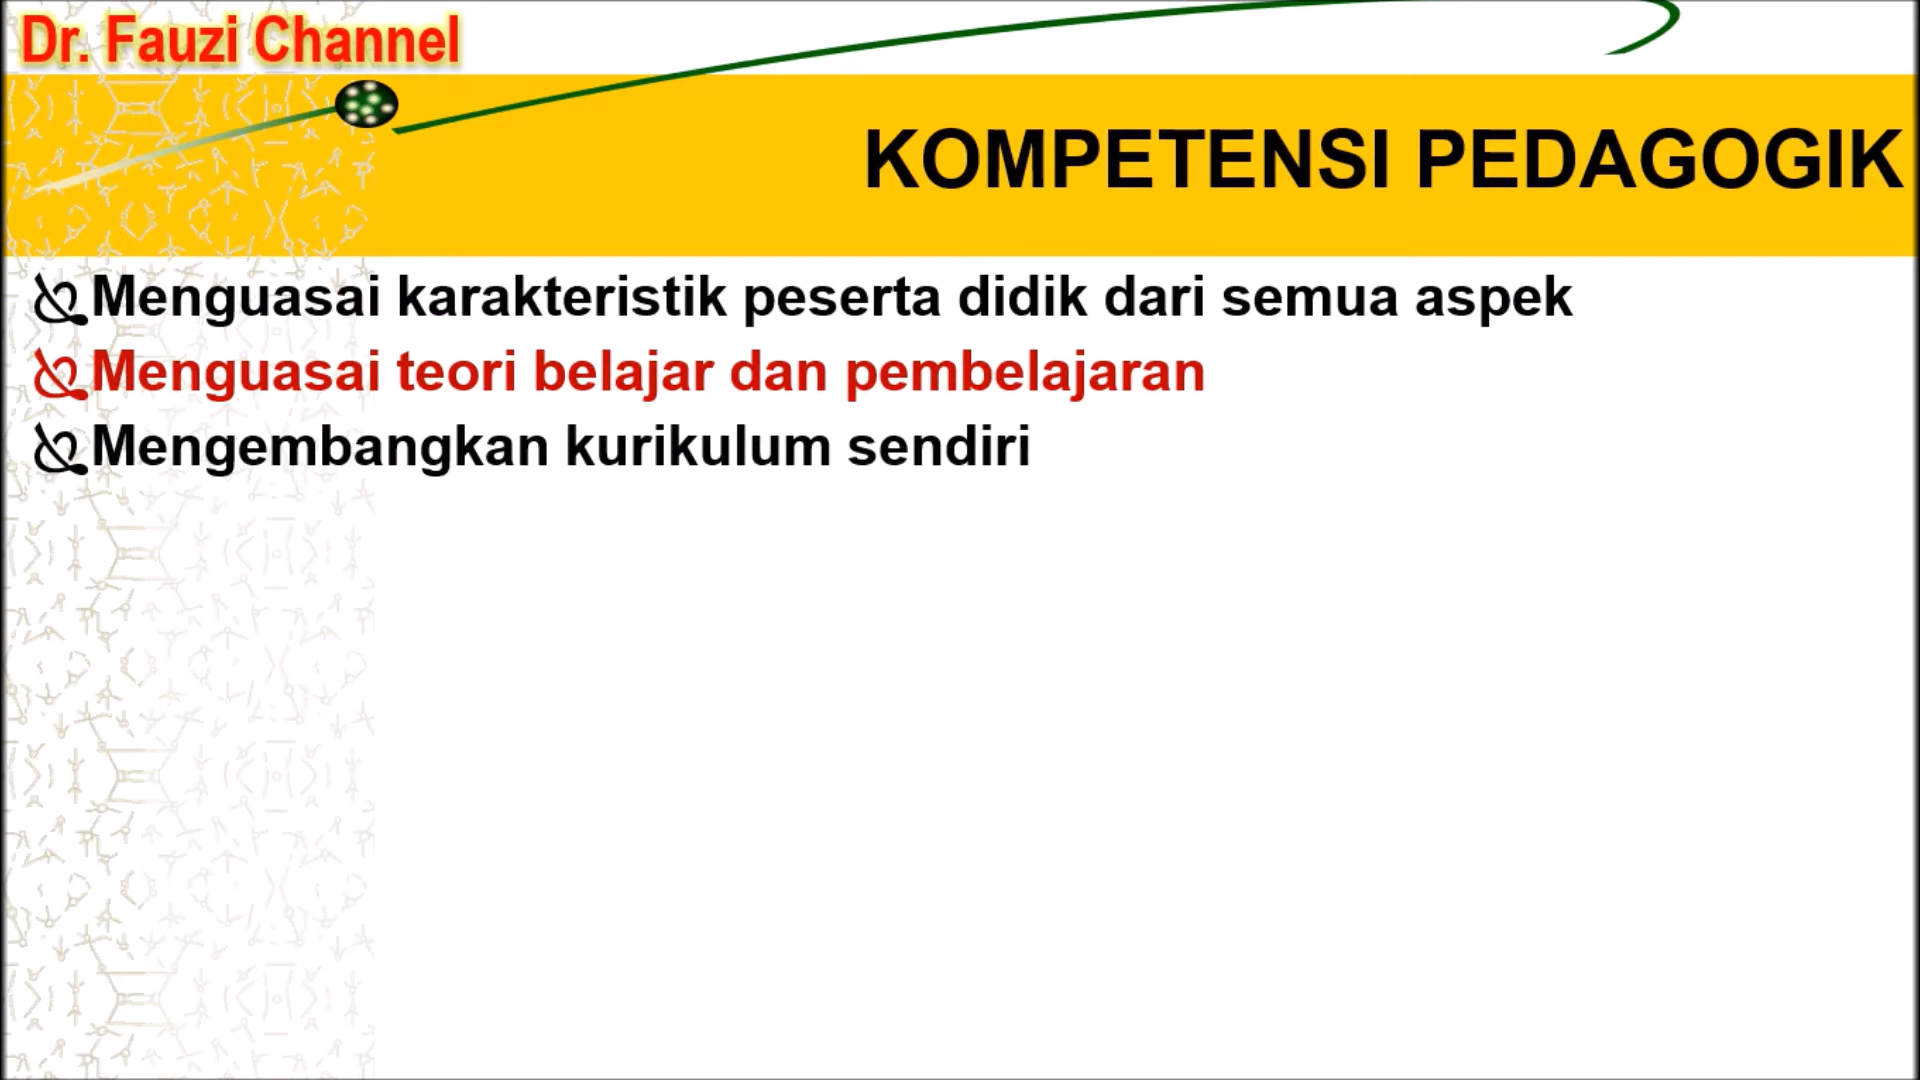 Dr. Fauzi Channel
KOMPETENSI PEDAGOGIK
Menguasai karakteristik peserta didik dari semua aspek
Menguasai teori belajar dan pembelajaran
Mengembangkan kurikulum sendiri